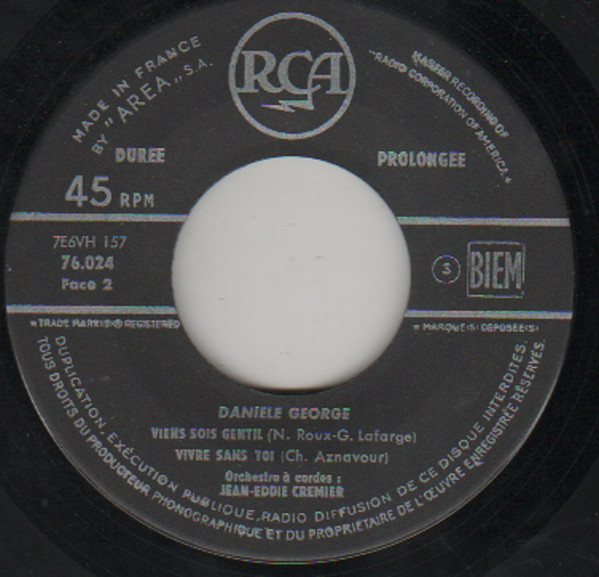 RCA
MADE IN FRANCE
BY "AREA" S.A.
MASTER RECORDING OF
"RADIO CORPORATION OF AMERICA"
DUREE PROLONGEE
45 RPM
7E6VH 157
76.024
Face 2
S BIEM
★TRADE MARK(S)® REGISTERED
★MARQUE(S) DEPOSÉE(S)
DANIELE GEORGE
VIENS SOIS GENTIL (N. Roux-G. Lafarge)
VIVRE SANS TOI (Ch. Aznavour)
Orchestre à cordes :
JEAN-EDDIE CREMIER
DUPLICATION, EXÉCUTION PUBLIQUE, RADIO DIFFUSION DE CE DISQUE INTERDITES.
TOUS DROITS DU PRODUCTEUR PHONOGRAPHIQUE ET DU PROPRIETAIRE DE L'ŒUVRE ENREGISTRÉE RÉSERVÉS.